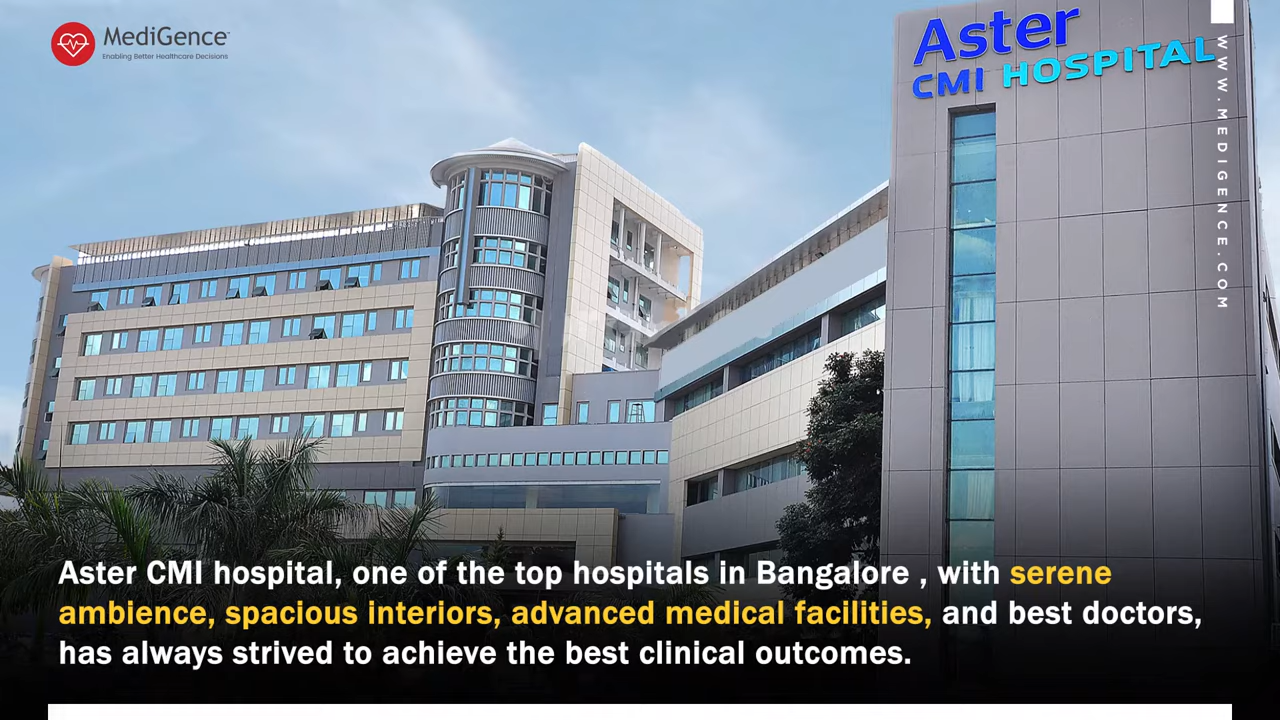 MediGence™
Enabling Better Healthcare Decisions
Aster
CMI HOSPITAL
WWW.MEDIGENCE.COM
Aster CMI hospital, one of the top hospitals in Bangalore , with serene
ambience, spacious interiors, advanced medical facilities, and best doctors,
has always strived to achieve the best clinical outcomes.